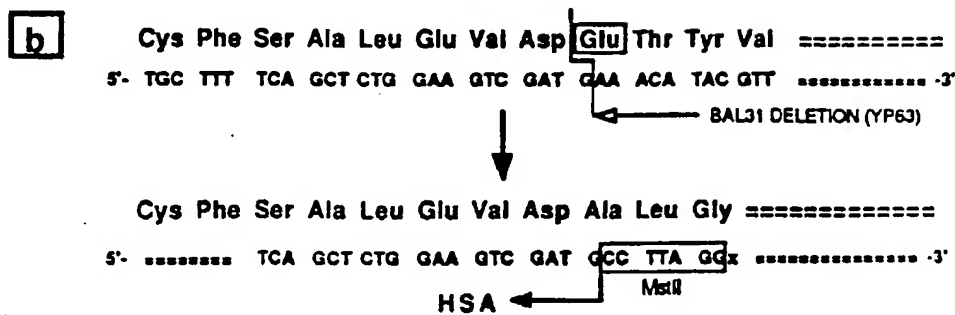 b
Cys Phe Ser Ala Leu Glu Val Asp Glu Thr Tyr Val ==========
5'- TGC TTT TCA GCT CTG GAA GTC GAT GAA ACA TAC GTT ============ -3'
BAL31 DELETION (YP63)
Cys Phe Ser Ala Leu Glu Val Asp Ala Leu Gly =============
5'- ======== TCA GCT CTG GAA GTC GAT GCC TTA GGx =============== -3'
MstII
HSA